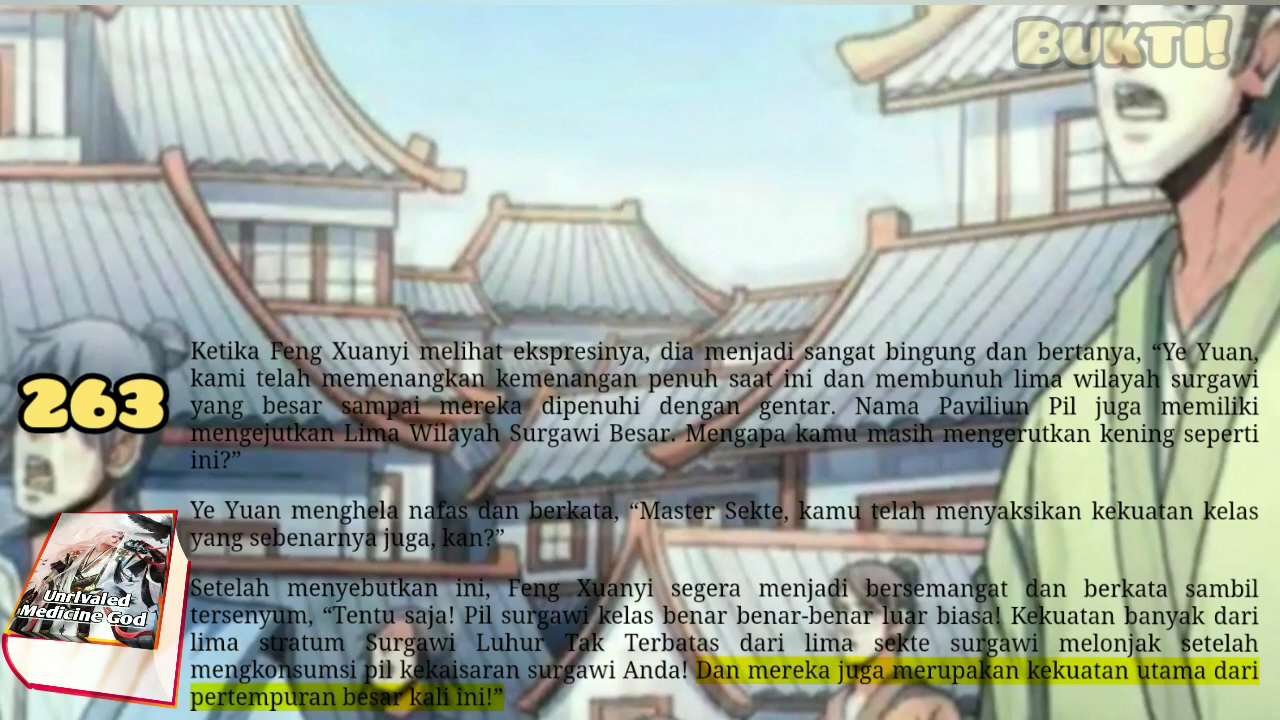 BUKTI!
Ketika Feng Xuanyi melihat ekspresinya, dia menjadi sangat bingung dan bertanya, “Ye Yuan,
kami telah memenangkan kemenangan penuh saat ini dan membunuh lima wilayah surgawi
yang besar sampai mereka dipenuhi dengan gentar. Nama Paviliun Pil juga memiliki
mengejutkan Lima Wilayah Surgawi Besar. Mengapa kamu masih mengerutkan kening seperti
ini?”
263
Ye Yuan menghela nafas dan berkata, “Master Sekte, kamu telah menyaksikan kekuatan kelas
yang sebenarnya juga, kan?”
Setelah menyebutkan ini, Feng Xuanyi segera menjadi bersemangat dan berkata sambil
tersenyum, “Tentu saja! Pil surgawi kelas benar benar-benar luar biasa! Kekuatan banyak dari
lima stratum Surgawi Luhur Tak Terbatas dari lima sekte surgawi melonjak setelah
mengkonsumsi pil kekaisaran surgawi Anda! Dan mereka juga merupakan kekuatan utama dari
pertempuran besar kali ini!”
Unrivaled
Medicine God